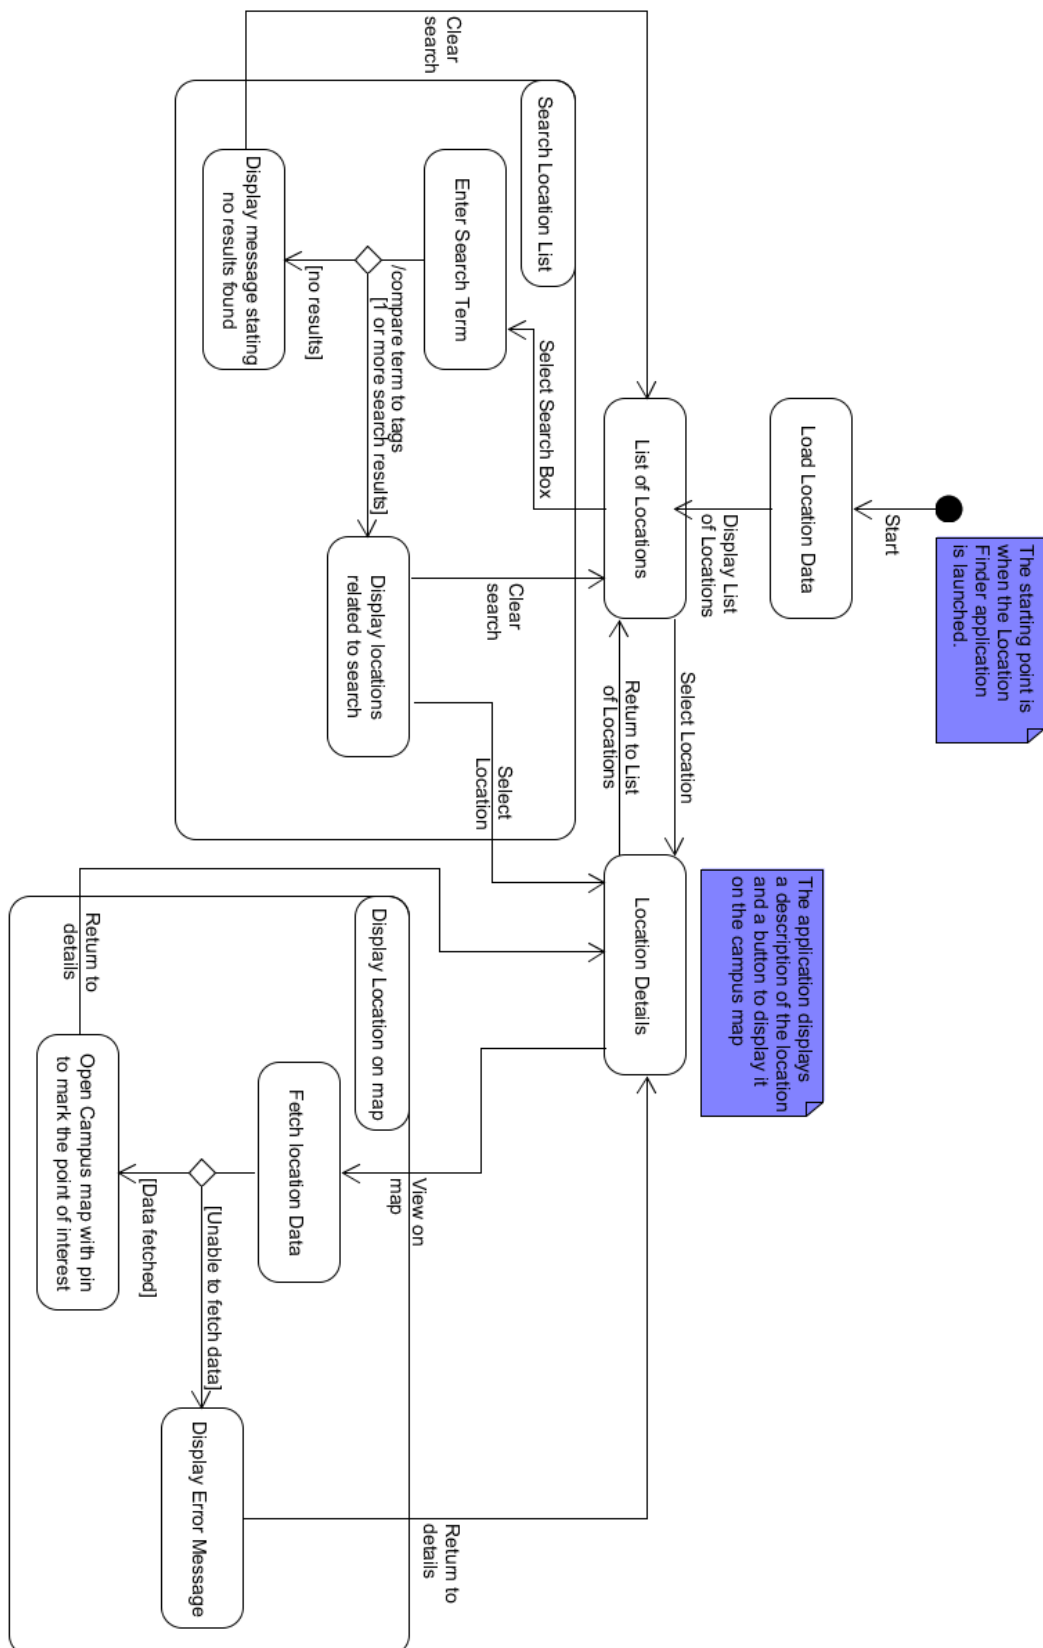 The starting point is
when the Location
Finder application
is launched.
Start
Load Location Data
Display List
of Locations
List of Locations
Select Location
Return to List
of Locations
The application displays
a description of the location
and a button to display it
on the campus map
Location Details
Clear
search
Search Location List
Select Search Box
Enter Search Term
/compare term to tags
[1 or more search results]
[no results]
Display message stating
no results found
Clear
search
Display locations
related to search
Select
Location
Display Location on map
View on
map
Return to
details
Fetch location Data
[Unable to fetch data]
[Data fetched]
Open Campus map with pin
to mark the point of interest
Display Error Message
Return to
details